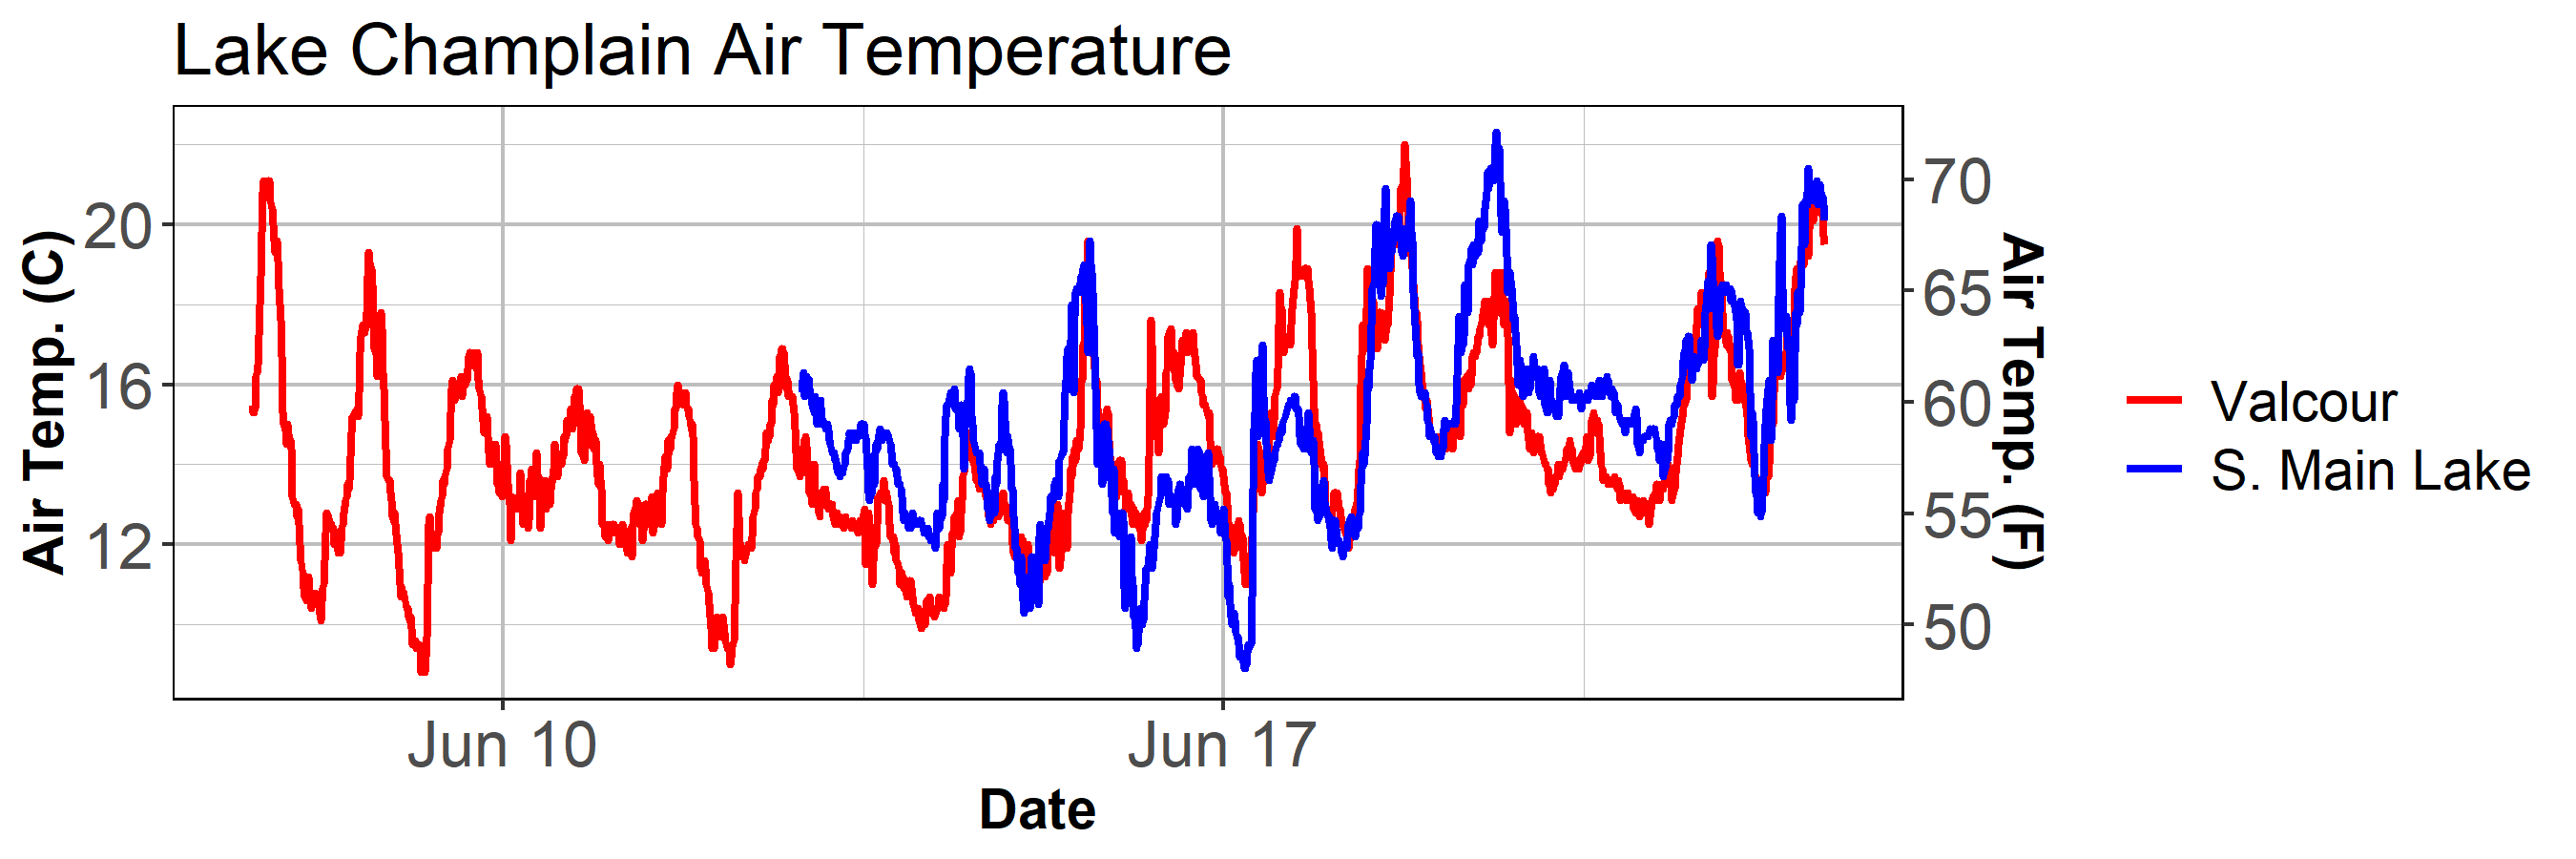 Lake Champlain Air Temperature
Air Temp. (C)
20
16
12
70
65
60
55
50
Air Temp. (F)
Valcour
S. Main Lake
Jun 10
Jun 17
Date